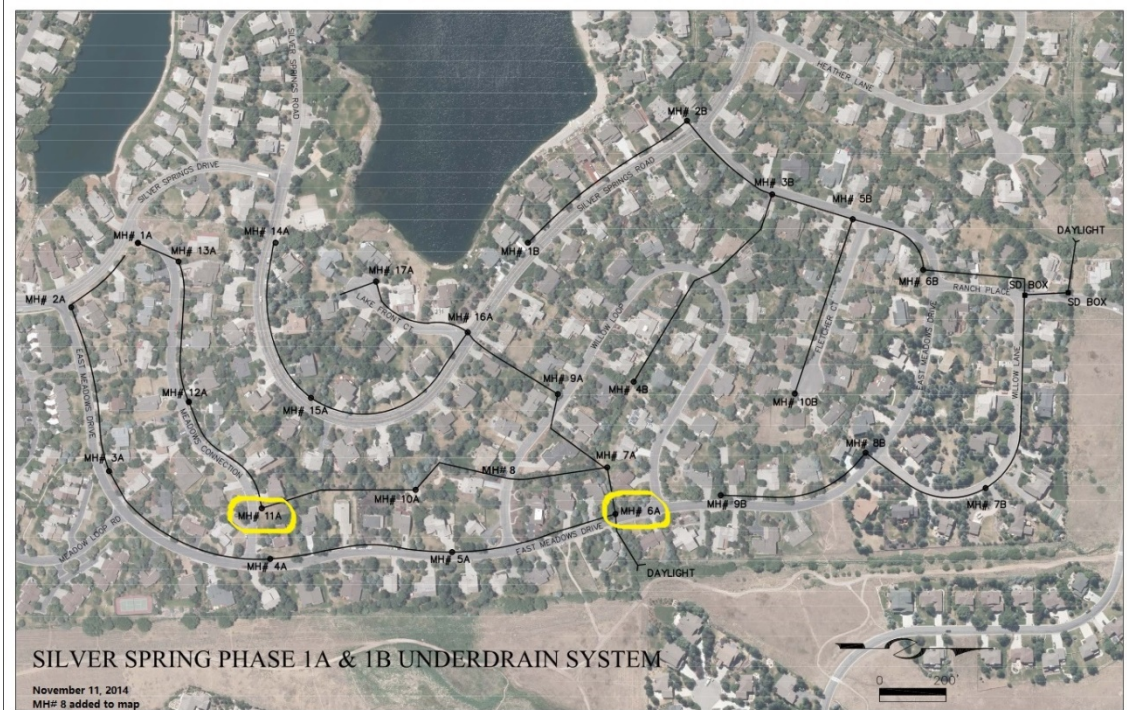 SILVER SPRINGS ROAD
HEATHER LANE
MH# 2B
SILVER SPRINGS DRIVE
SILVER SPRINGS ROAD
MH# 3B
MH# 5B
MH# 1A
MH# 13A
MH# 14A
MH# 1B
DAYLIGHT
MH# 17A
MH# 6B
RANCH PLACE
SD BOX
SD BOX
MH# 2A
LAKE FRONT CT
MH# 16A
WILLOW LOOP
FLETCHER CT
EAST MEADOWS DRIVE
WILLOW LANE
EAST MEADOWS DRIVE
MH# 12A
MH# 15A
MH# 9A
MH# 4B
MH# 10B
MEADOWS CONNECTION
MH# 3A
MH# 8
MH# 7A
MH# 8B
MH# 10A
MH# 11A
MH# 6A
MH# 9B
MH# 7B
MEADOW LOOP RD
EAST MEADOWS DRIVE
MH# 4A
MH# 5A
DAYLIGHT
SILVER SPRING PHASE 1A & 1B UNDERDRAIN SYSTEM
November 11, 2014
MH# 8 added to map
0 200'